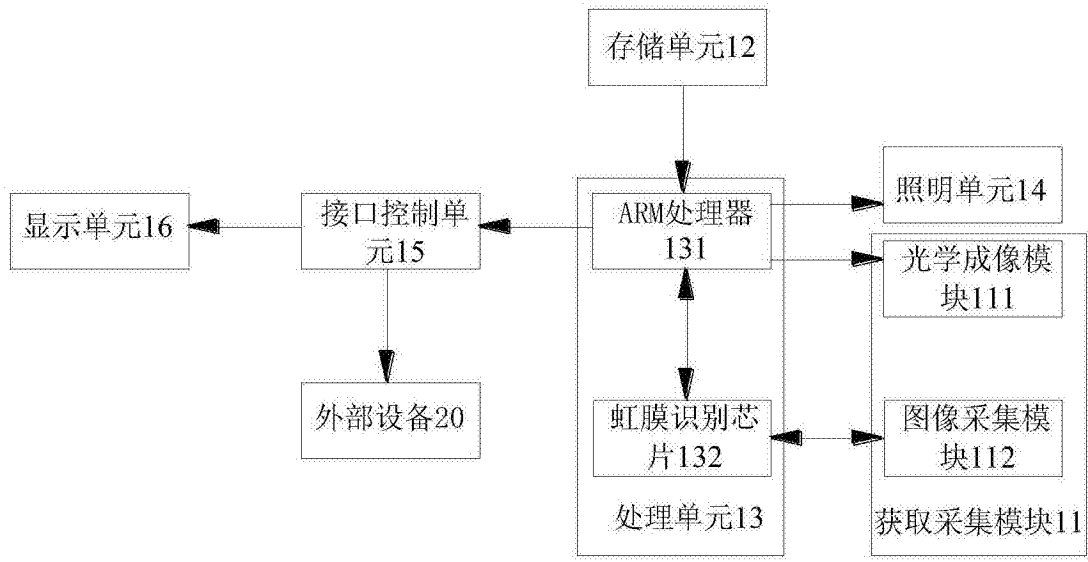 存储单元12
照明单元14
显示单元16
接口控制单
元15
ARM处理器
131
光学成像模
块111
外部设备20
虹膜识别芯
片132
图像采集模
块112
处理单元13
获取采集模块11